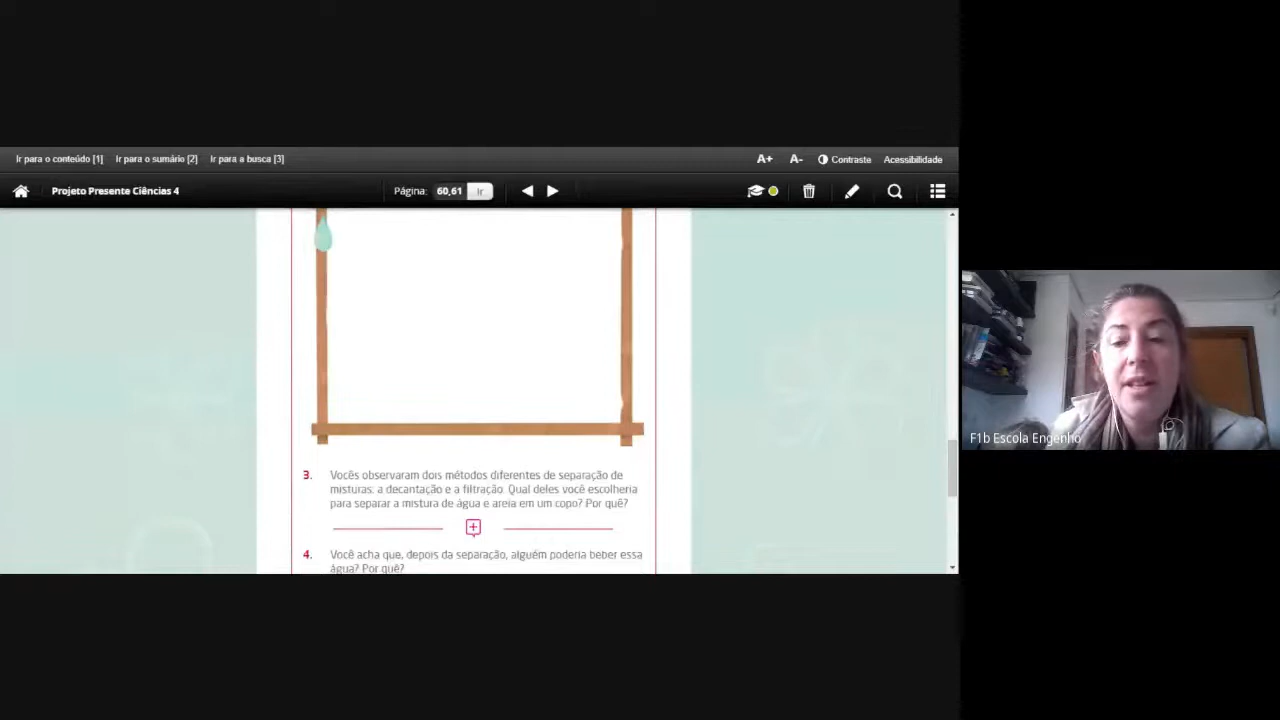 Ir para o conteúdo [1] Ir para o sumário [2] Ir para a busca [3] A+ A- Contraste Acessibilidade
Projeto Presente Ciências 4 Página: 60,61 Ir
3. Vocês observaram dois métodos diferentes de separação de
misturas: a decantação e a filtração. Qual deles você escolheria
para separar a mistura de água e areia em um copo? Por quê?
4. Você acha que, depois da separação, alguém poderia beber essa
água? Por quê?
F1b Escola Engenho